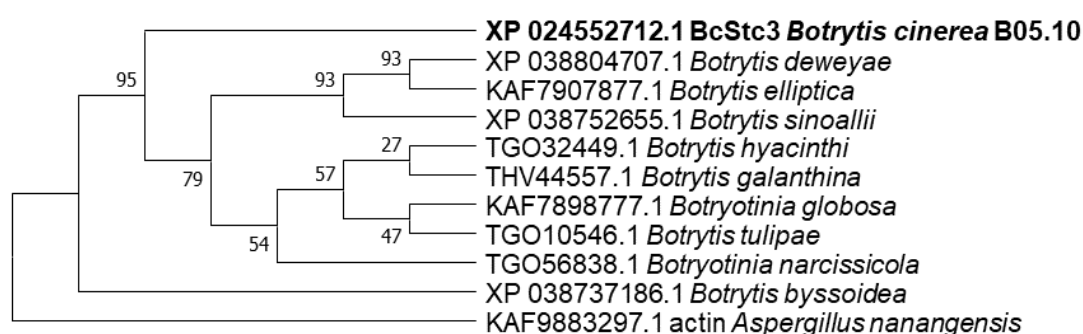 XP 024552712.1 BcStc3 Botrytis cinerea B05.10
93
XP 038804707.1 Botrytis deweyae
95
93
KAF7907877.1 Botrytis elliptica
XP 038752655.1 Botrytis sinoallii
27
TGO32449.1 Botrytis hyacinthi
79
57
THV44557.1 Botrytis galanthina
KAF7898777.1 Botryotinia globosa
54
47
TGO10546.1 Botrytis tulipae
TGO56838.1 Botryotinia narcissicola
XP 038737186.1 Botrytis byssoidea
KAF9883297.1 actin Aspergillus nanangensis